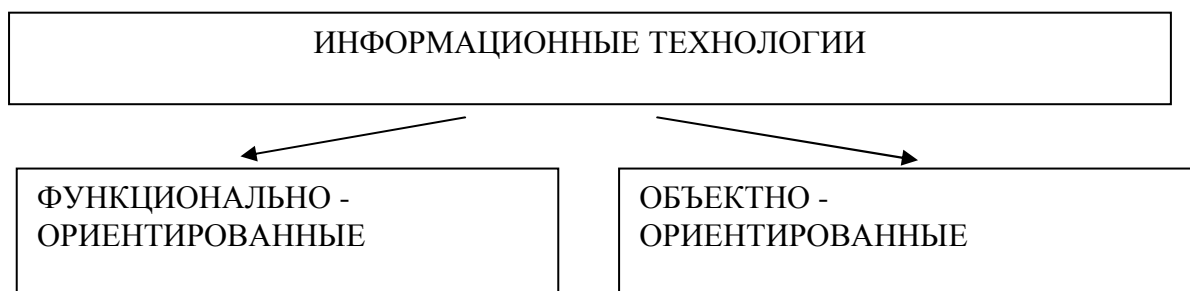 ИНФОРМАЦИОННЫЕ ТЕХНОЛОГИИ
ФУНКЦИОНАЛЬНО -
ОРИЕНТИРОВАННЫЕ
ОБЪЕКТНО -
ОРИЕНТИРОВАННЫЕ